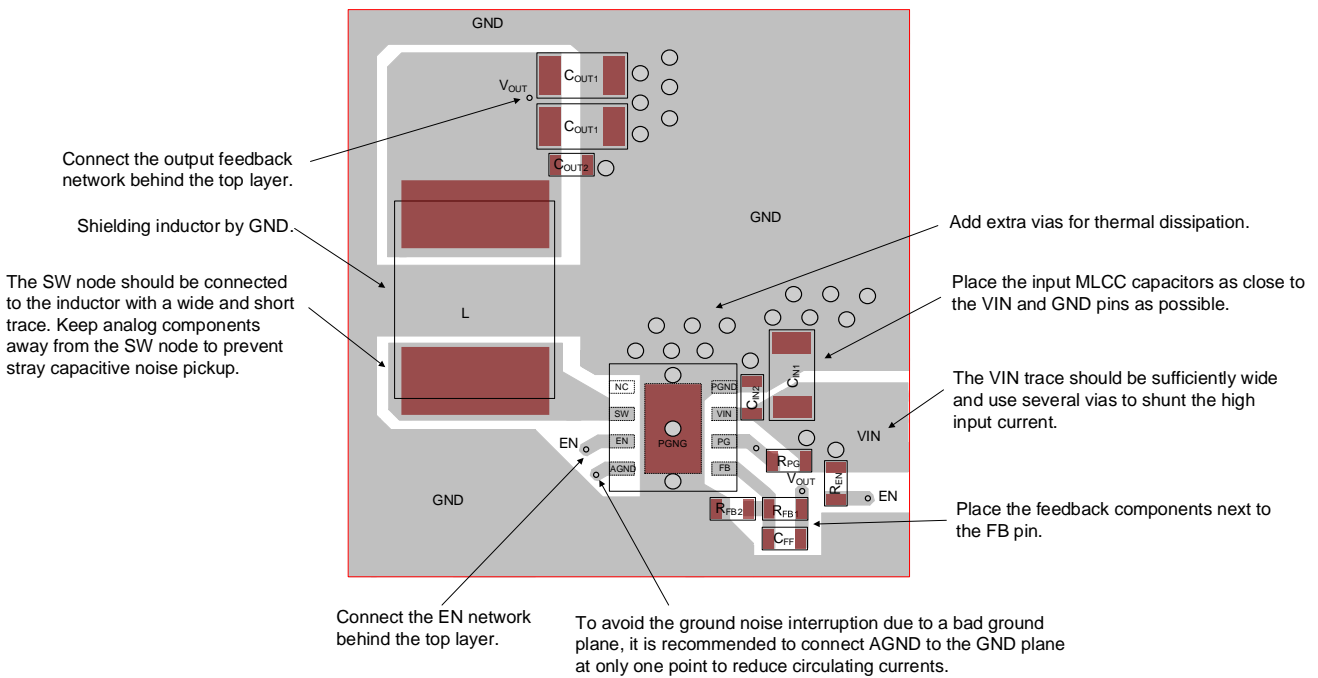 GND
COUT1
VOUT
COUT1
COUT2
Connect the output feedback
network behind the top layer.
Shielding inductor by GND.
The SW node should be connected
to the inductor with a wide and short
trace. Keep analog components
away from the SW node to prevent
stray capacitive noise pickup.
L
GND
Add extra vias for thermal dissipation.
Place the input MLCC capacitors as close to
the VIN and GND pins as possible.
The VIN trace should be sufficiently wide
and use several vias to shunt the high
input current.
NC
SW
EN
AGND
PGNG
PGND
VIN
PG
FB
CIN2
CIN1
VIN
EN
RPG
VOUT
REN
EN
GND
RFB2
RFB1
CFF
Place the feedback components next to
the FB pin.
Connect the EN network
behind the top layer.
To avoid the ground noise interruption due to a bad ground
plane, it is recommended to connect AGND to the GND plane
at only one point to reduce circulating currents.